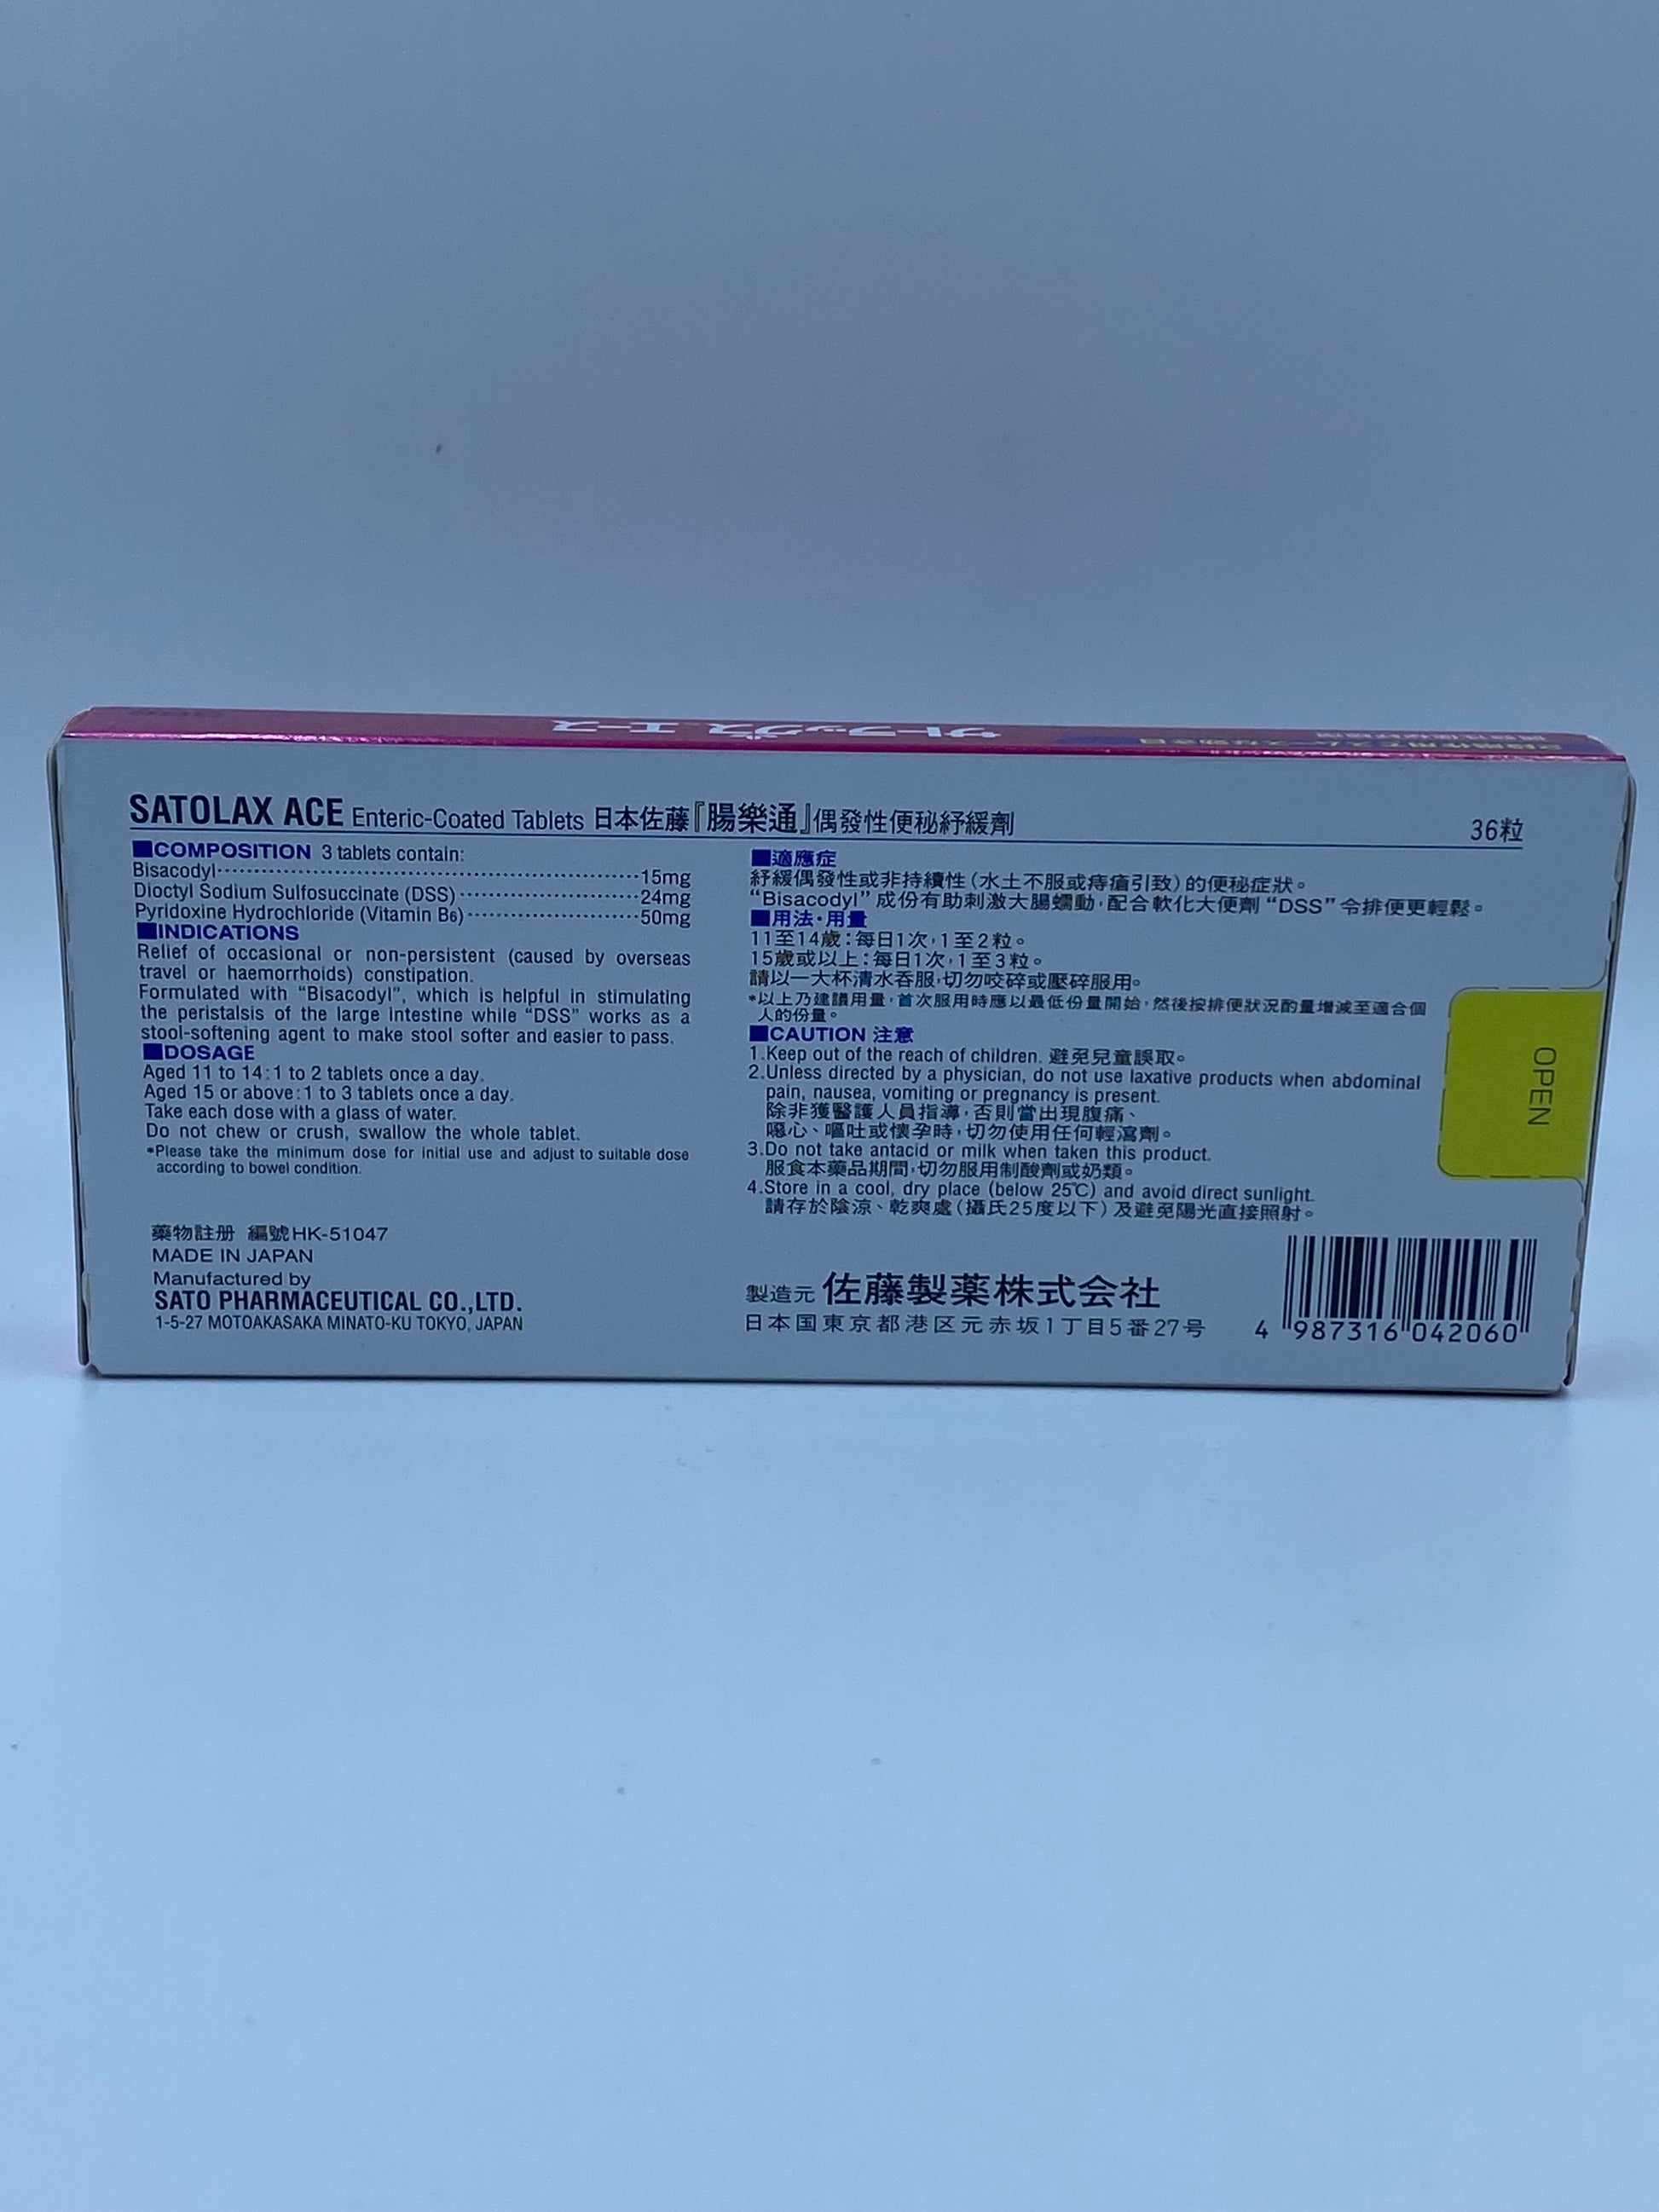 サトラックス エース
SATOLAX ACE Enteric-Coated Tablets 日本佐藤『腸樂通』偶發性便秘紓緩劑
36粒
■COMPOSITION 3 tablets contain:
Bisacodyl 15mg
Dioctyl Sodium Sulfosuccinate (DSS) 24mg
Pyridoxine Hydrochloride (Vitamin B₆) 50mg
■INDICATIONS
Relief of occasional or non-persistent (caused by overseas
travel or haemorrhoids) constipation.
Formulated with “Bisacodyl”, which is helpful in stimulating
the peristalsis of the large intestine while “DSS” works as a
stool-softening agent to make stool softer and easier to pass.
■DOSAGE
Aged 11 to 14:1 to 2 tablets once a day.
Aged 15 or above:1 to 3 tablets once a day.
Take each dose with a glass of water.
Do not chew or crush, swallow the whole tablet.
*Please take the minimum dose for initial use and adjust to suitable dose
according to bowel condition.
藥物註册 編號HK-51047
MADE IN JAPAN
Manufactured by
SATO PHARMACEUTICAL CO.,LTD.
1-5-27 MOTOAKASAKA MINATO-KU TOKYO, JAPAN
■適應症
紓緩偶發性或非持續性(水土不服或痔瘡引致)的便秘症狀。
“Bisacodyl”成份有助刺激大腸蠕動，配合軟化大便劑“DSS”令排便更輕鬆。
■用法・用量
11至14歲：每日1次，1至2粒。
15歲或以上：每日1次，1至3粒。
請以一大杯清水吞服，切勿咬碎或壓碎服用。
*以上乃建議用量，首次服用時應以最低份量開始，然後按排便狀況酌量增減至適合個
人的份量。
■CAUTION 注意
1.Keep out of the reach of children. 避免兒童誤取。
2.Unless directed by a physician, do not use laxative products when abdominal
pain, nausea, vomiting or pregnancy is present.
除非獲醫護人員指導，否則當出現腹痛、
噁心、嘔吐或懷孕時，切勿使用任何輕瀉劑。
3.Do not take antacid or milk when taken this product.
服食本藥品期間，切勿服用制酸劑或奶類。
4.Store in a cool, dry place (below 25℃) and avoid direct sunlight.
請存於陰涼、乾爽處(攝氏25度以下)及避免陽光直接照射。
製造元 佐藤製薬株式会社
日本国東京都港区元赤坂1丁目5番27号
4 987316 042060
OPEN